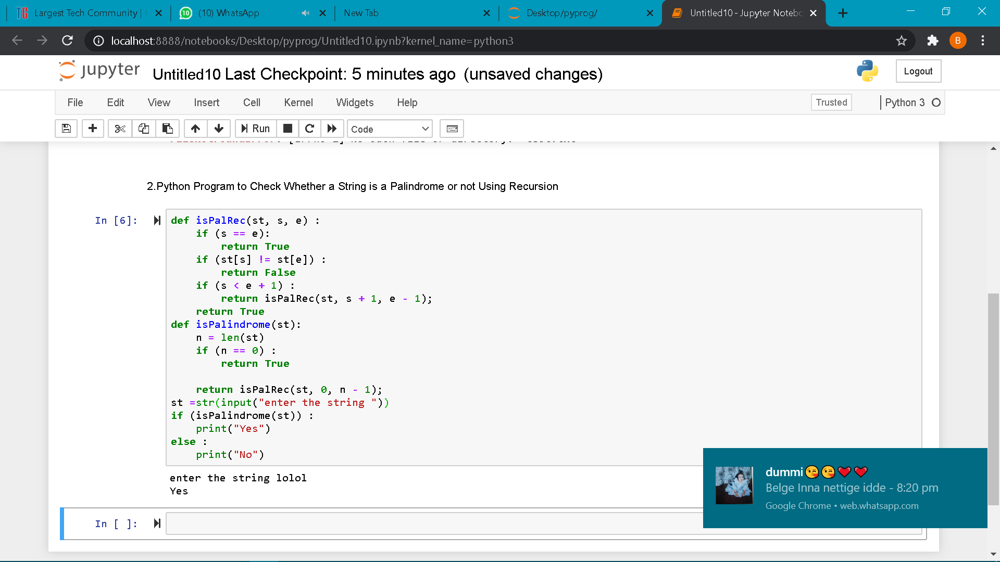 Largest Tech Community |
(10) WhatsApp
New Tab
Desktop/pyprog/
Untitled10 - Jupyter Notebo
localhost:8888/notebooks/Desktop/pyprog/Untitled10.ipynb?kernel_name=python3
B
jupyter Untitled10 Last Checkpoint: 5 minutes ago (unsaved changes)
Logout
File Edit View Insert Cell Kernel Widgets Help
Trusted
Python 3
Run
Code
2.Python Program to Check Whether a String is a Palindrome or not Using Recursion
In [6]:
def isPalRec(st, s, e) :
    if (s == e):
        return True
    if (st[s] != st[e]) :
        return False
    if (s < e + 1) :
        return isPalRec(st, s + 1, e - 1);
    return True
def isPalindrome(st):
    n = len(st)
    if (n == 0) :
        return True
    return isPalRec(st, 0, n - 1);
st =str(input("enter the string "))
if (isPalindrome(st)) :
    print("Yes")
else :
    print("No")
enter the string lolol
Yes
In [ ]:
dummi😘😘❤️❤️
Belge Inna nettige idde - 8:20 pm
Google Chrome • web.whatsapp.com